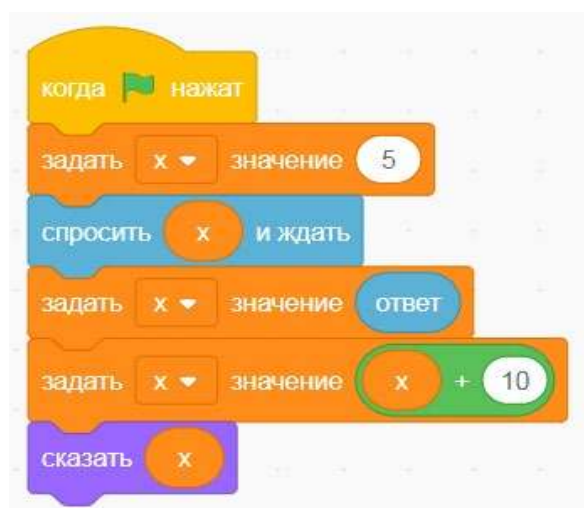 когда нажат
задать x значение 5
спросить x и ждать
задать x значение ответ
задать x значение x + 10
сказать x